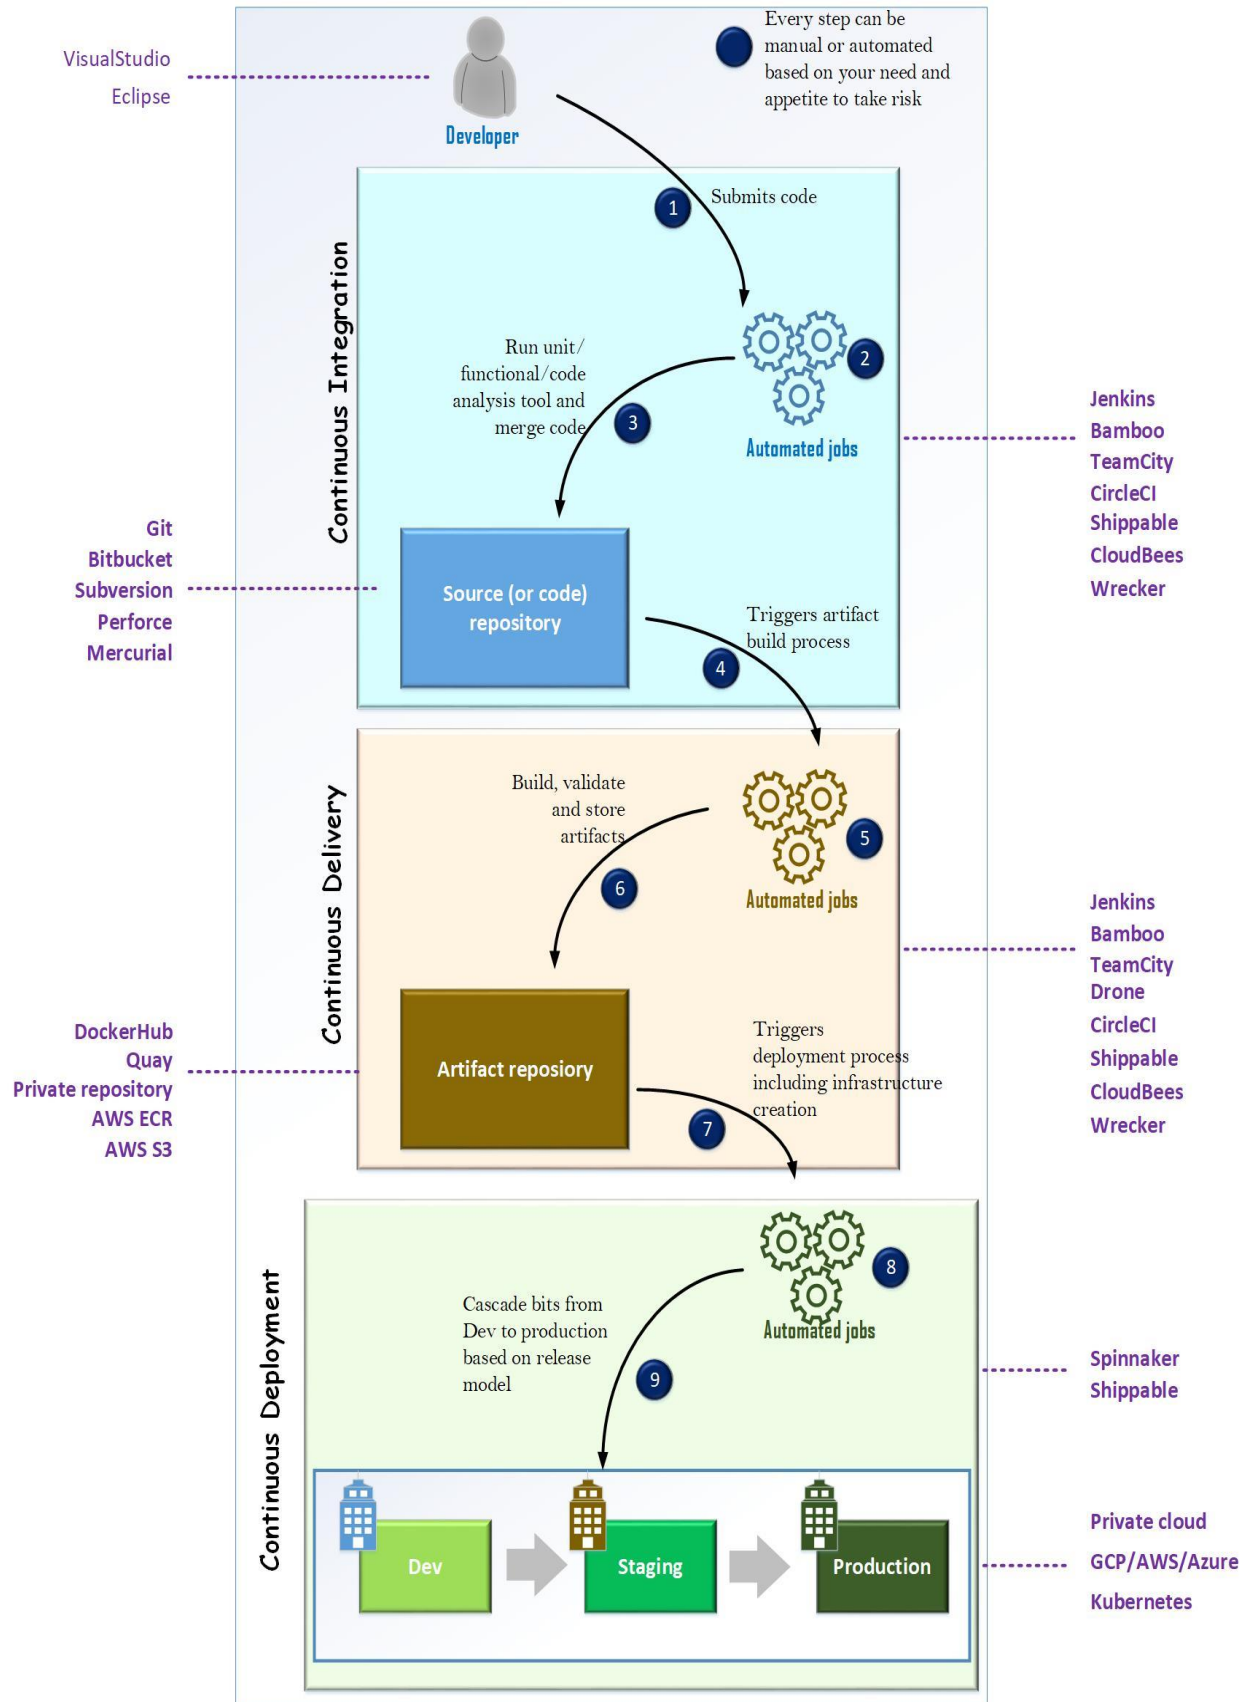 Every step can be
manual or automated
based on your need and
appetite to take risk
VisualStudio
Eclipse
Developer
1
Submits code
Continuous Integration
Run unit/
functional/code
analysis tool and
merge code
2
3
Automated jobs
Jenkins
Bamboo
TeamCity
CircleCI
Shippable
CloudBees
Wrecker
Git
Bitbucket
Subversion
Perforce
Mercurial
Source (or code)
repository
Triggers artifact
build process
4
Continuous Delivery
Build, validate
and store
artifacts
5
6
Automated jobs
Jenkins
Bamboo
TeamCity
Drone
CircleCI
Shippable
CloudBees
Wrecker
DockerHub
Quay
Private repository
AWS ECR
AWS S3
Artifact reposiory
Triggers
deployment process
including infrastructure
creation
7
Continuous Deployment
8
Automated jobs
Cascade bits from
Dev to production
based on release
model
9
Spinnaker
Shippable
Dev
Staging
Production
Private cloud
GCP/AWS/Azure
Kubernetes